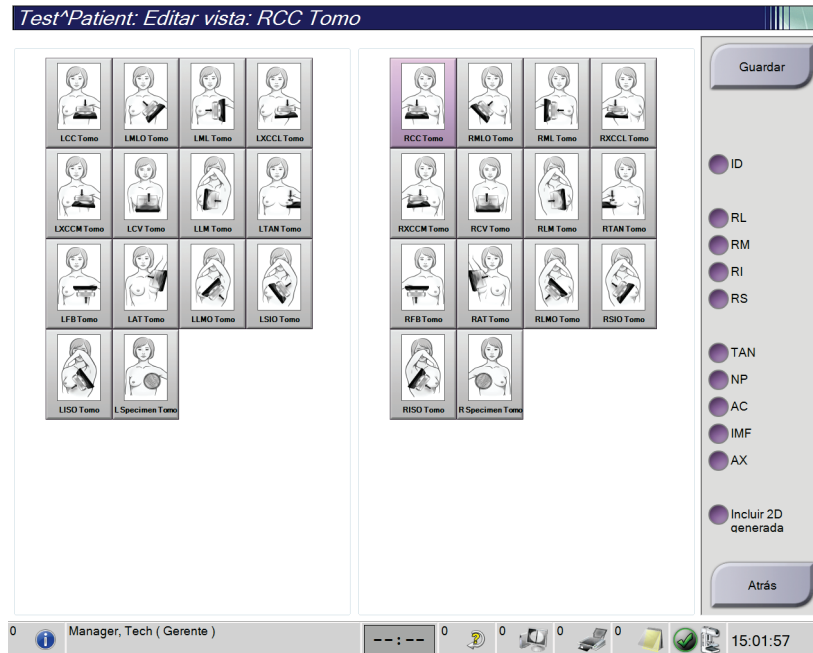 Test^Patient: Editar vista: RCC Tomo
LCC Tomo
LMLO Tomo
LML Tomo
LXCCL Tomo
LXCCM Tomo
LCV Tomo
LLM Tomo
LTAN Tomo
LFB Tomo
LAT Tomo
LLMO Tomo
LSIO Tomo
LISO Tomo
L Specimen Tomo
RCC Tomo
RMLO Tomo
RML Tomo
RXCCL Tomo
RXCCM Tomo
RCV Tomo
RLM Tomo
RTAN Tomo
RFB Tomo
RAT Tomo
RLMO Tomo
RSIO Tomo
RISO Tomo
R Specimen Tomo
Guardar
ID
RL
RM
RI
RS
TAN
NP
AC
IMF
AX
Incluir 2D
generada
Atrás
0
Manager, Tech ( Gerente )
--:--
0
0
0
0
15:01:57